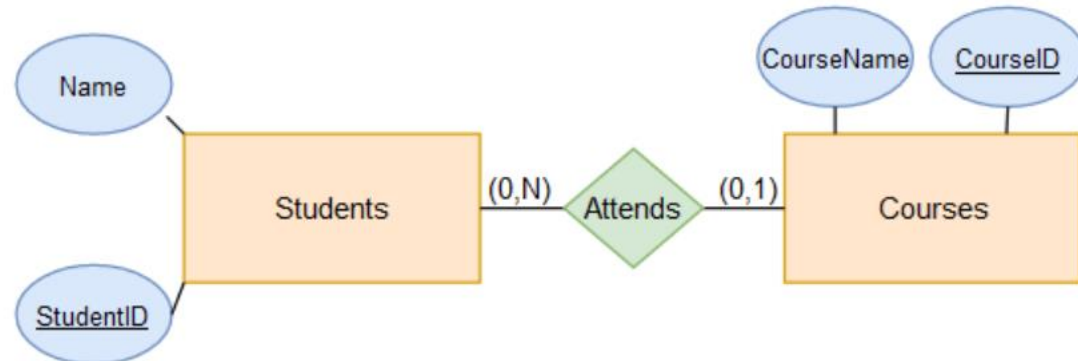 Name
CourseName
CourseID
Students
(0,N)
Attends
(0,1)
Courses
StudentID